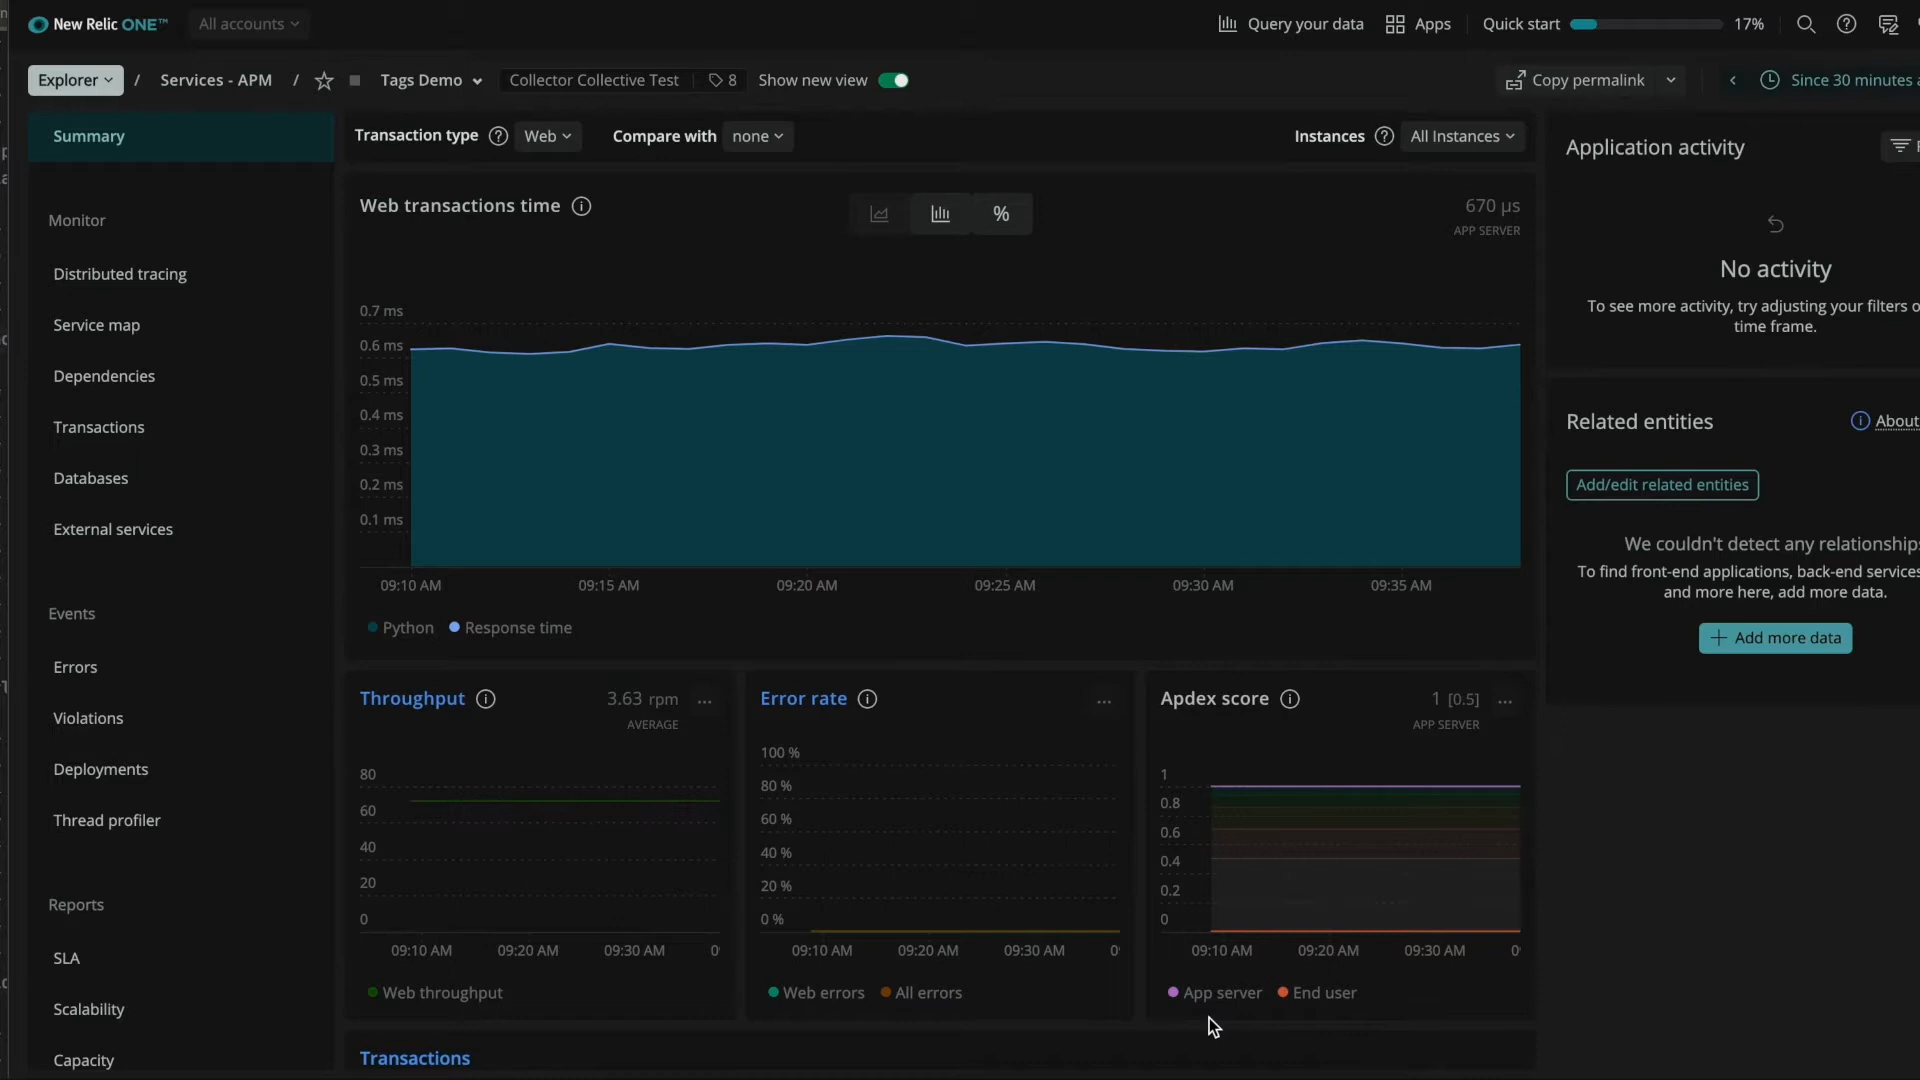 New Relic ONE™
All accounts
Query your data
Apps
Quick start
17%
Explorer
/
Services - APM
/
Tags Demo
Collector Collective Test
8
Show new view
Copy permalink
Since 30 minutes
Summary
Monitor
Distributed tracing
Service map
Dependencies
Transactions
Databases
External services
Events
Errors
Violations
Deployments
Thread profiler
Reports
SLA
Scalability
Capacity
Transaction type
Web
Compare with
none
Instances
All Instances
Web transactions time
%
670 µs
APP SERVER
0.7 ms
0.6 ms
0.5 ms
0.4 ms
0.3 ms
0.2 ms
0.1 ms
09:10 AM
09:15 AM
09:20 AM
09:25 AM
09:30 AM
09:35 AM
Python
Response time
Throughput
3.63 rpm
AVERAGE
80
60
40
20
0
09:10 AM
09:20 AM
09:30 AM
Web throughput
Error rate
100 %
80 %
60 %
40 %
20 %
0 %
09:10 AM
09:20 AM
09:30 AM
Web errors
All errors
Apdex score
1 [0.5]
APP SERVER
1
0.8
0.6
0.4
0.2
0
09:10 AM
09:20 AM
09:30 AM
App server
End user
Transactions
Application activity
No activity
To see more activity, try adjusting your filters
time frame.
Related entities
About
Add/edit related entities
We couldn't detect any relationships
To find front-end applications, back-end services
and more here, add more data.
Add more data